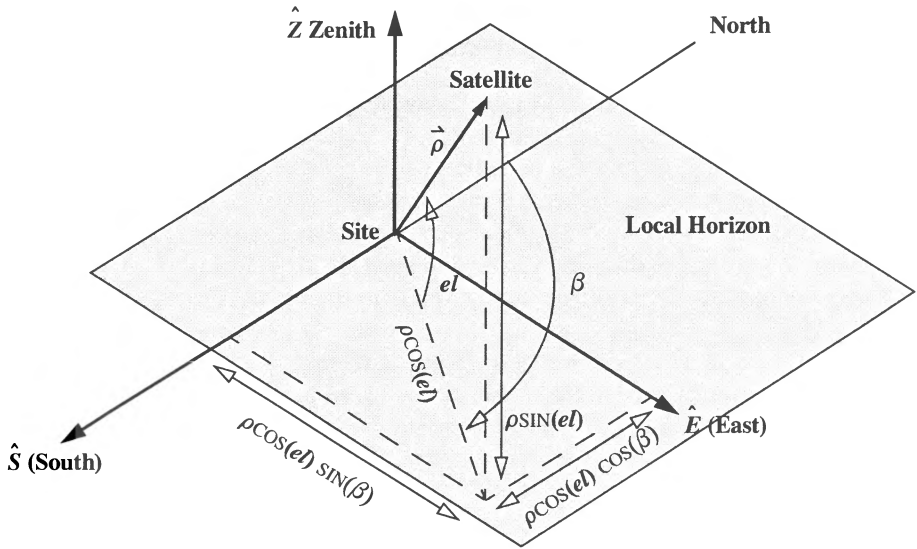 Ẑ Zenith
North
Satellite
ρ⃗
Site
Local Horizon
el
β
ρCOS(el)
ρSIN(el)
Ê (East)
Ŝ (South)
ρCOS(el) SIN(β)
ρCOS(el) COS(β)